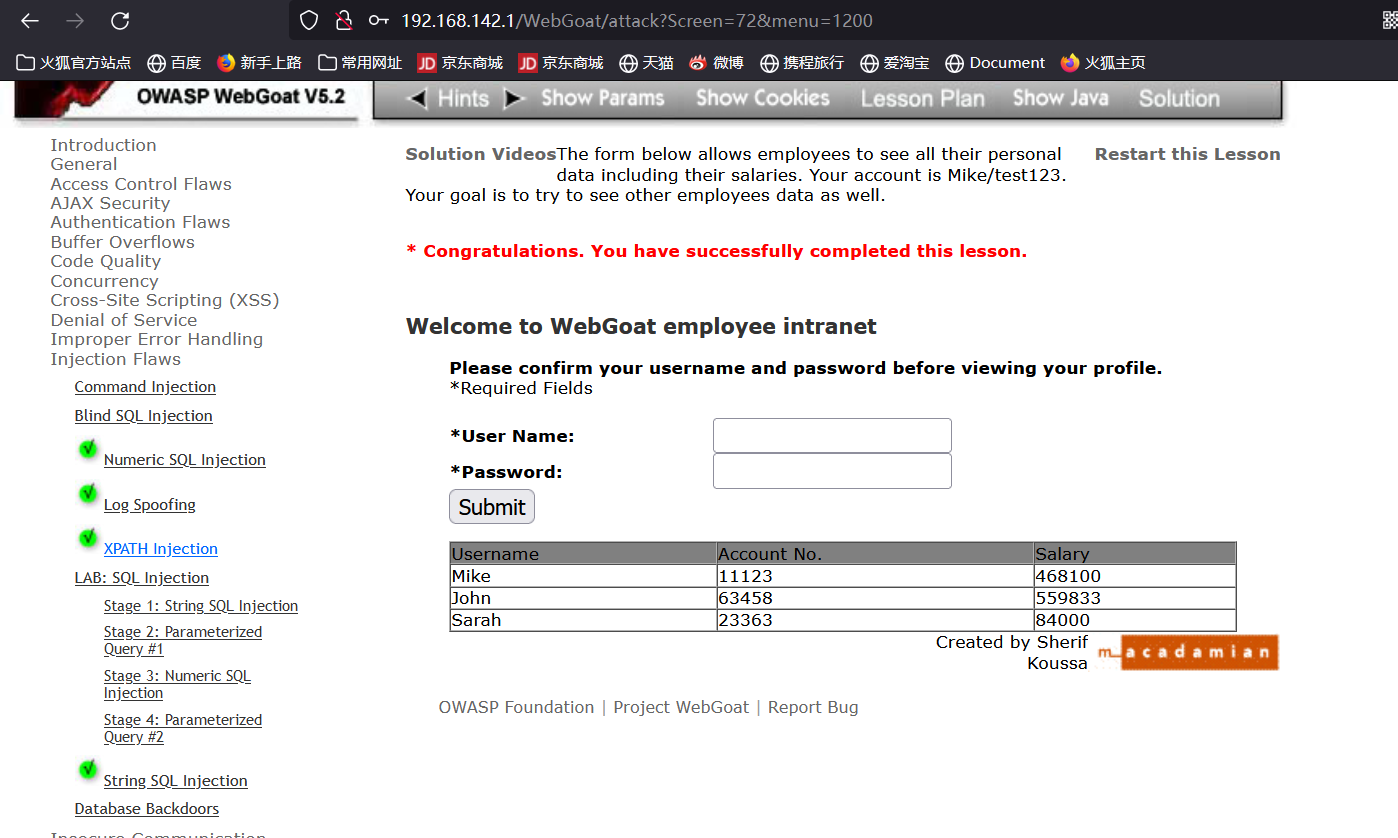 192.168.142.1/WebGoat/attack?Screen=72&menu=1200
火狐官方站点 百度 新手上路 常用网址 JD 京东商城 JD 京东商城 天猫 微博 携程旅行 爱淘宝 Document 火狐主页
OWASP WebGoat V5.2
Hints Show Params Show Cookies Lesson Plan Show Java Solution
Introduction
General
Access Control Flaws
AJAX Security
Authentication Flaws
Buffer Overflows
Code Quality
Concurrency
Cross-Site Scripting (XSS)
Denial of Service
Improper Error Handling
Injection Flaws
Command Injection
Blind SQL Injection
Numeric SQL Injection
Log Spoofing
XPATH Injection
LAB: SQL Injection
Stage 1: String SQL Injection
Stage 2: Parameterized
Query #1
Stage 3: Numeric SQL
Injection
Stage 4: Parameterized
Query #2
String SQL Injection
Database Backdoors
Insecure Communication
Solution Videos The form below allows employees to see all their personal
data including their salaries. Your account is Mike/test123.
Your goal is to try to see other employees data as well.
Restart this Lesson
* Congratulations. You have successfully completed this lesson.
Welcome to WebGoat employee intranet
Please confirm your username and password before viewing your profile.
*Required Fields
*User Name:
*Password:
Submit
Username Account No. Salary
Mike 11123 468100
John 63458 559833
Sarah 23363 84000
Created by Sherif
Koussa
m_acadamian
OWASP Foundation | Project WebGoat | Report Bug